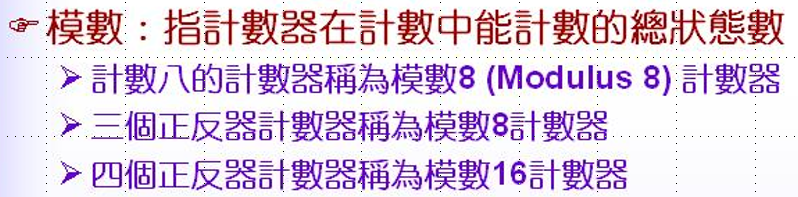 ☞模數：指計數器在計數中能計數的總狀態數
➢計數八的計數器稱為模數8 (Modulus 8) 計數器
➢三個正反器計數器稱為模數8計數器
➢四個正反器計數器稱為模數16計數器